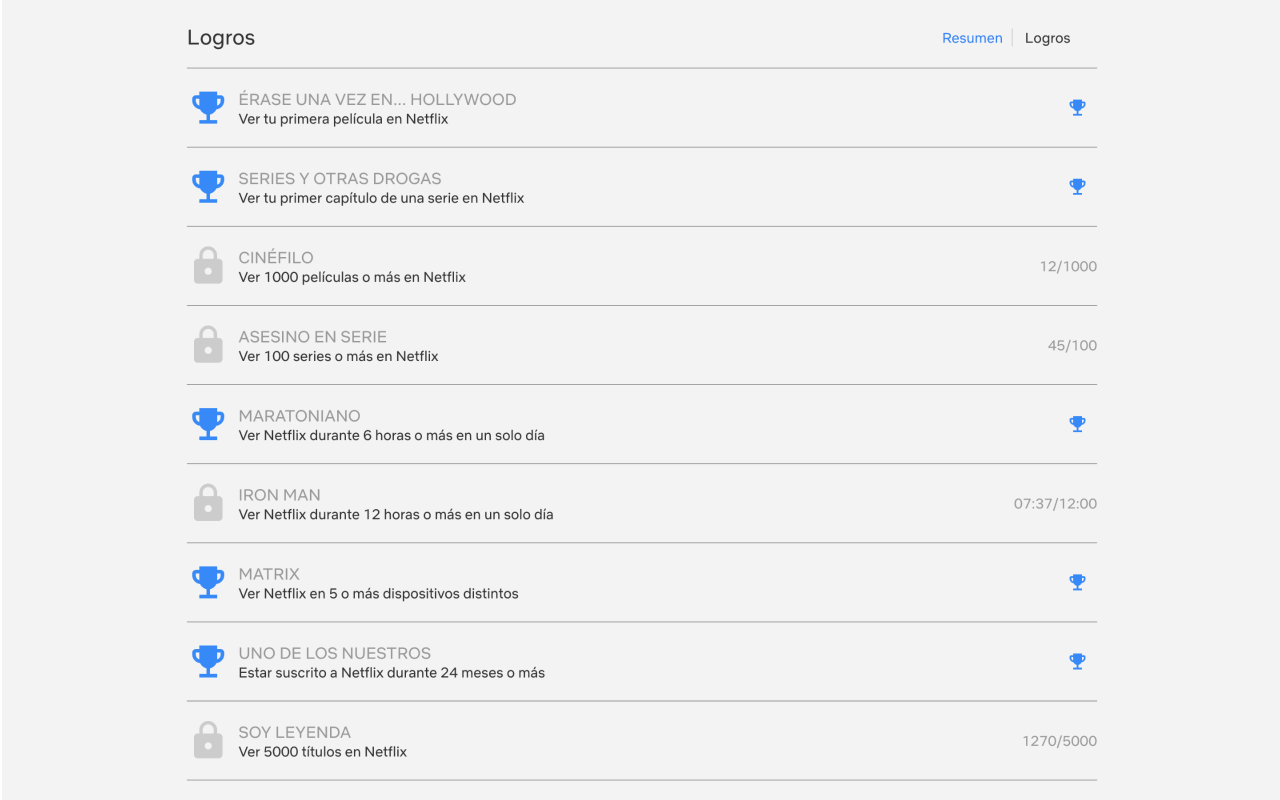 Logros
Resumen
Logros
ÉRASE UNA VEZ EN... HOLLYWOOD
Ver tu primera película en Netflix
SERIES Y OTRAS DROGAS
Ver tu primer capítulo de una serie en Netflix
CINÉFILO
Ver 1000 películas o más en Netflix
12/1000
ASESINO EN SERIE
Ver 100 series o más en Netflix
45/100
MARATONIANO
Ver Netflix durante 6 horas o más en un solo día
IRON MAN
Ver Netflix durante 12 horas o más en un solo día
07:37/12:00
MATRIX
Ver Netflix en 5 o más dispositivos distintos
UNO DE LOS NUESTROS
Estar suscrito a Netflix durante 24 meses o más
SOY LEYENDA
Ver 5000 títulos en Netflix
1270/5000